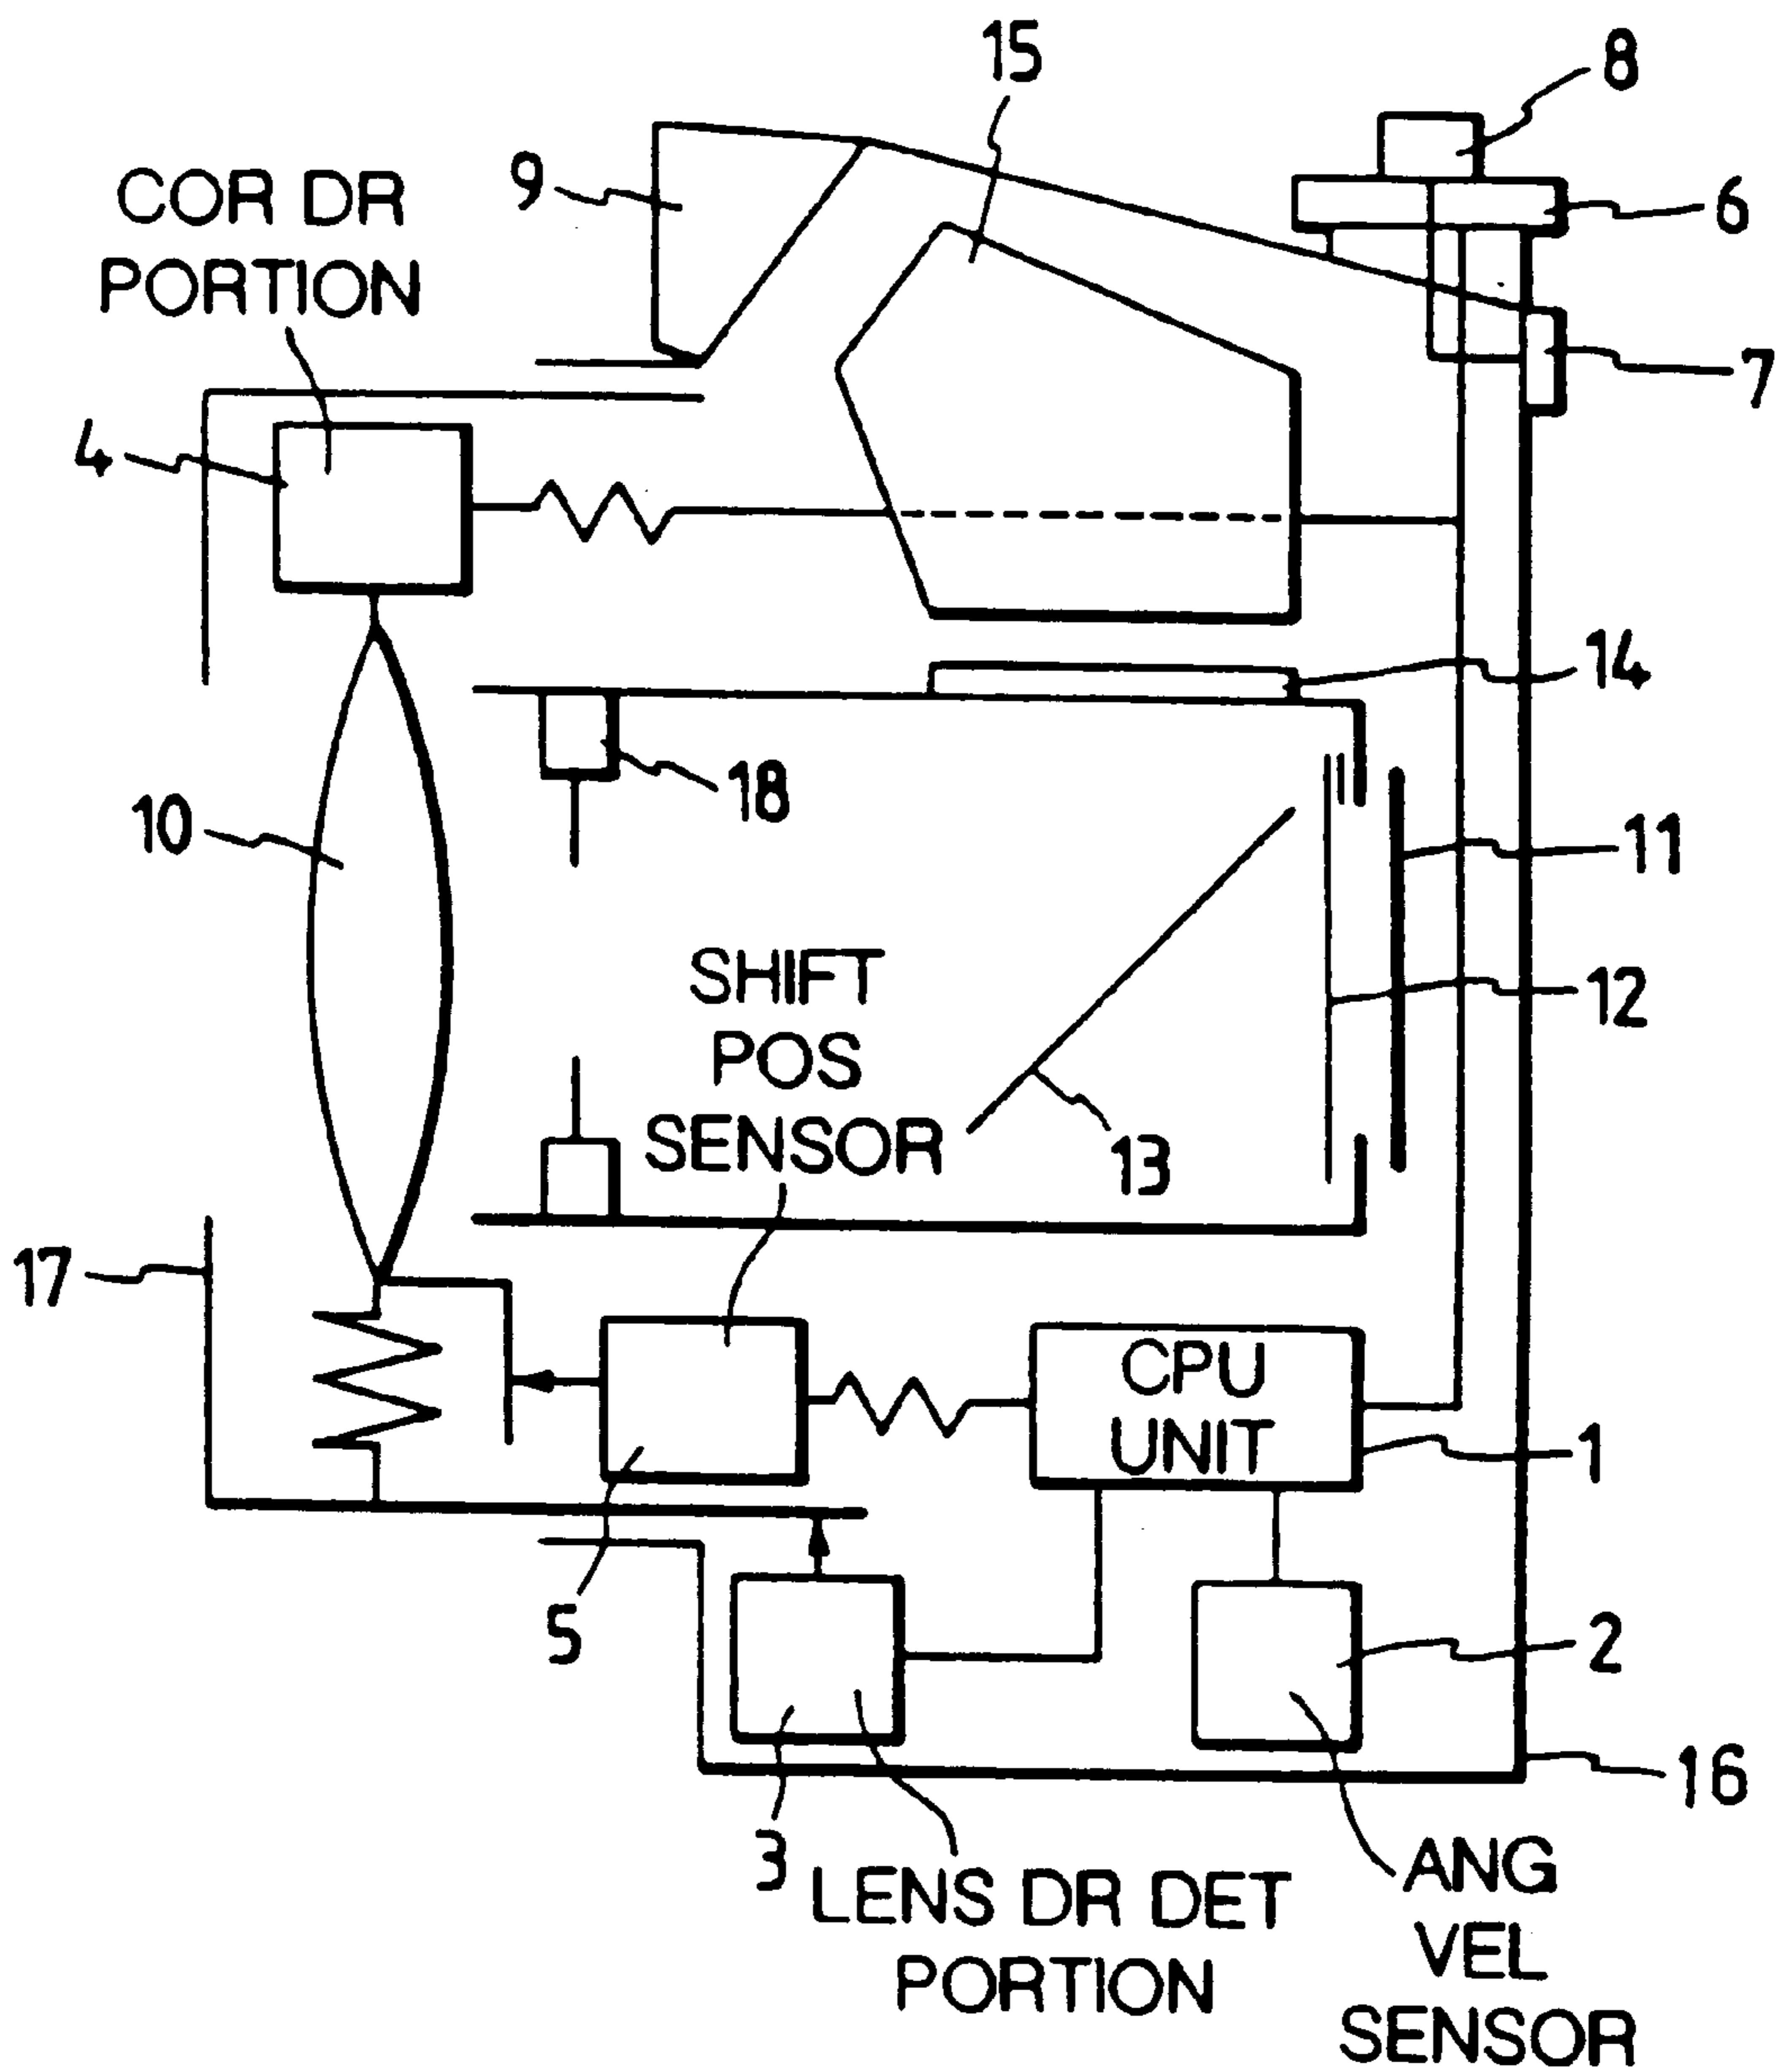 15
8
COR DR
PORTION
9
6
7
4
14
18
10
11
SHIFT
POS
SENSOR
12
13
17
CPU
UNIT
1
5
2
16
3
LENS DR DET
PORTION
ANG
VEL
SENSOR